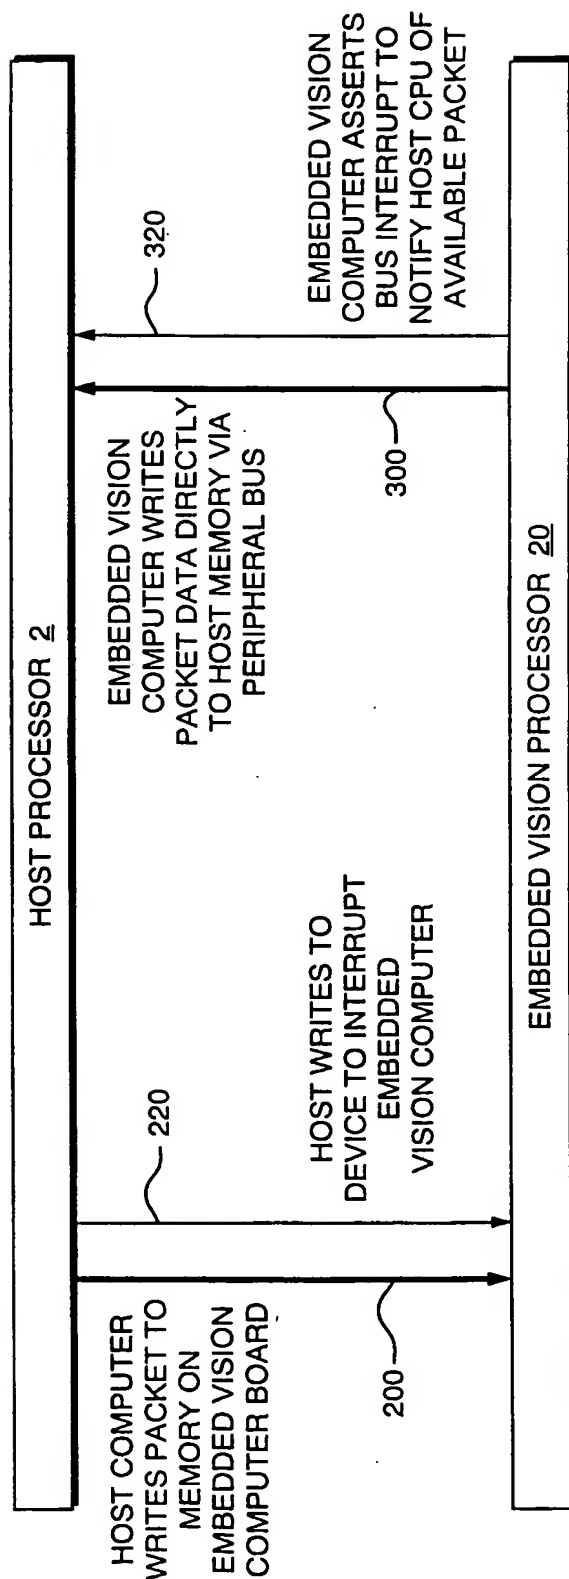 HOST PROCESSOR 2
HOST COMPUTER
WRITES PACKET TO
MEMORY ON
EMBEDDED VISION
COMPUTER BOARD
200
220
HOST WRITES TO
DEVICE TO INTERRUPT
EMBEDDED
VISION COMPUTER
EMBEDDED VISION
COMPUTER WRITES
PACKET DATA DIRECTLY
TO HOST MEMORY VIA
PERIPHERAL BUS
300
320
EMBEDDED VISION
COMPUTER ASSERTS
BUS INTERRUPT TO
NOTIFY HOST CPU OF
AVAILABLE PACKET
EMBEDDED VISION PROCESSOR 20